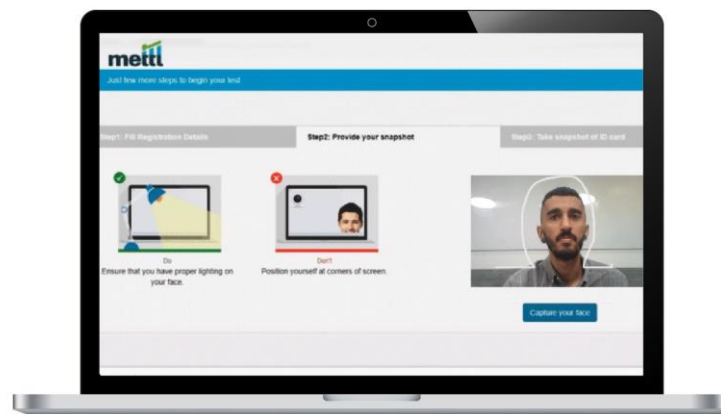 mettl
Just few more steps to begin your test
Step1: Fill Registration Details
Step2: Provide your snapshot
Step3: Take snapshot of ID card
Do
Ensure that you have proper lighting on
your face.
Don't
Position yourself at corners of screen.
Capture your face